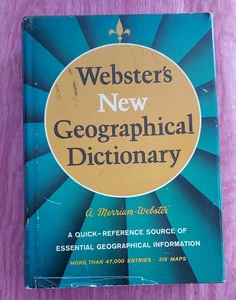 Webster's
New
Geographical
Dictionary
A Merriam-Webster
A QUICK-REFERENCE SOURCE OF
ESSENTIAL GEOGRAPHICAL INFORMATION
MORE THAN 47,000 ENTRIES · 218 MAPS